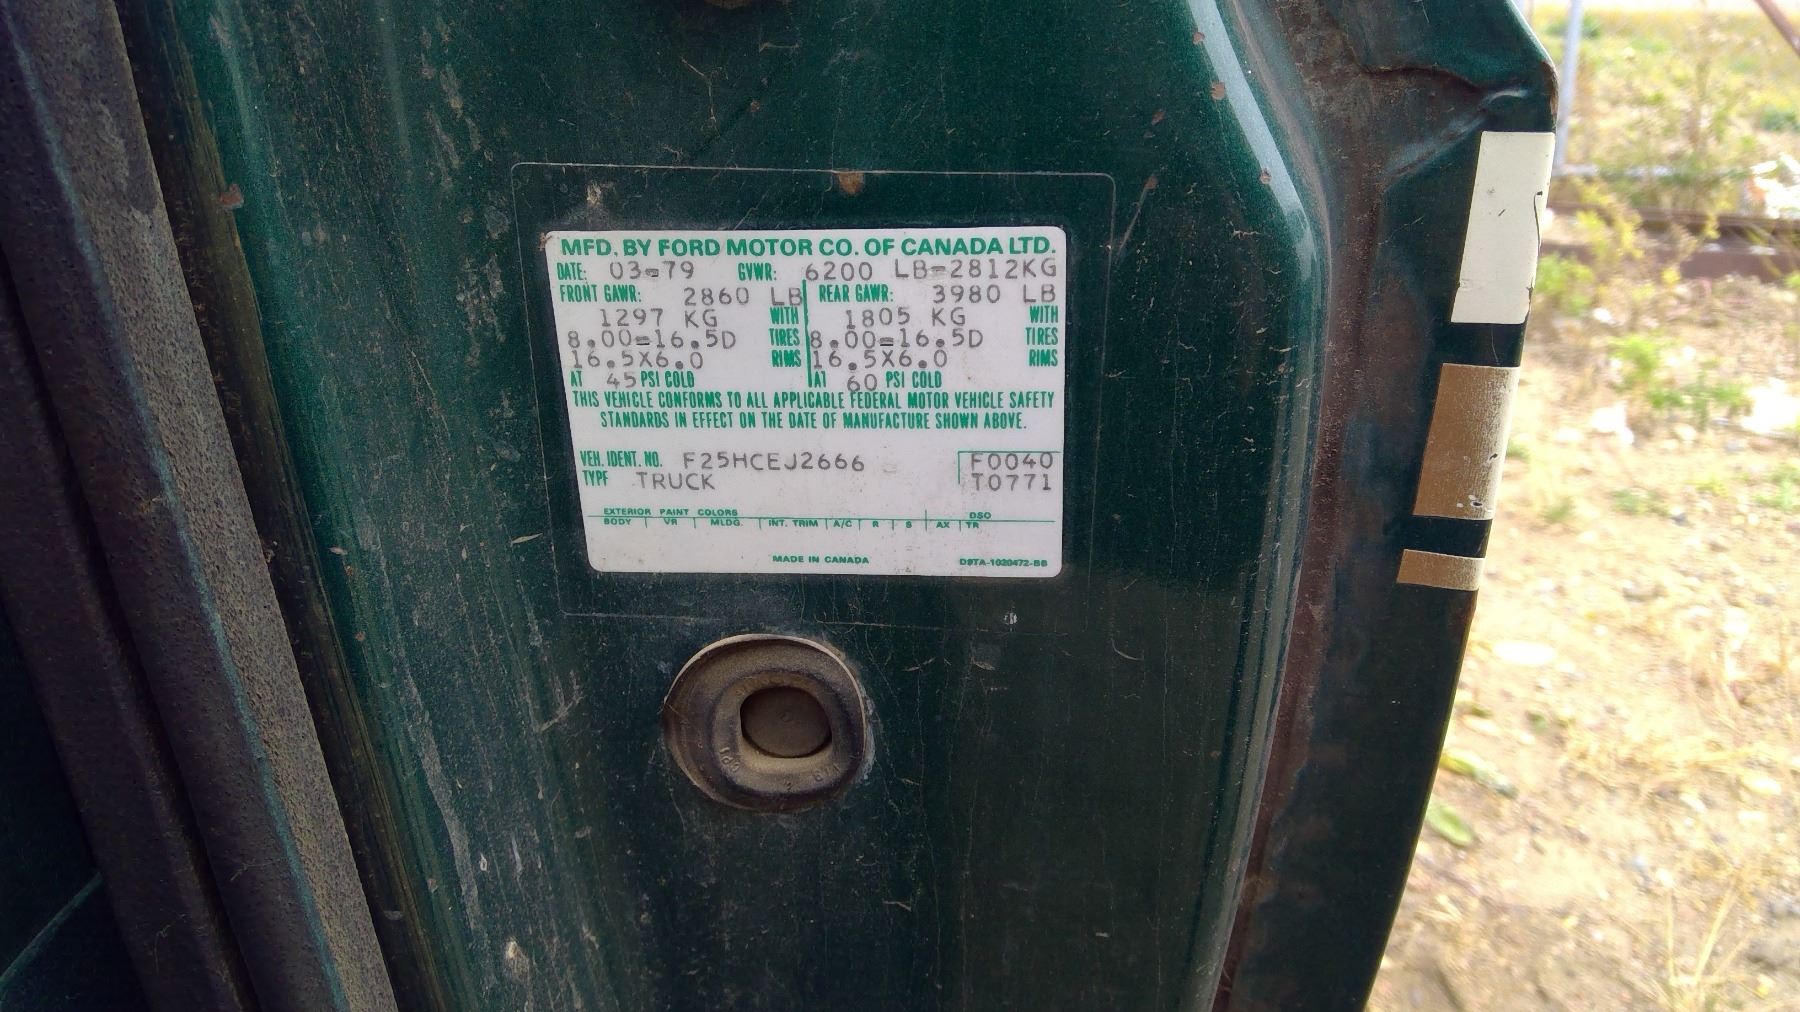 MFD. BY FORD MOTOR CO. OF CANADA LTD.
DATE: 03=79 GVWR: 6200 LB=2812KG
FRONT GAWR: 2860 LB REAR GAWR: 3980 LB
1297 KG WITH 1805 KG WITH
8.00=16.5D TIRES 8.00=16.5D TIRES
16.5X6.0 RIMS 16.5X6.0 RIMS
AT 45 PSI COLD AT 60 PSI COLD
THIS VEHICLE CONFORMS TO ALL APPLICABLE FEDERAL MOTOR VEHICLE SAFETY
STANDARDS IN EFFECT ON THE DATE OF MANUFACTURE SHOWN ABOVE.
VEH. IDENT. NO. F25HCEJ2666 F0040
TYPE TRUCK T0771
EXTERIOR PAINT COLORS DSO
BODY VR MLDG. INT. TRIM A/C R S AX TR
MADE IN CANADA D9TA-1020472-BB